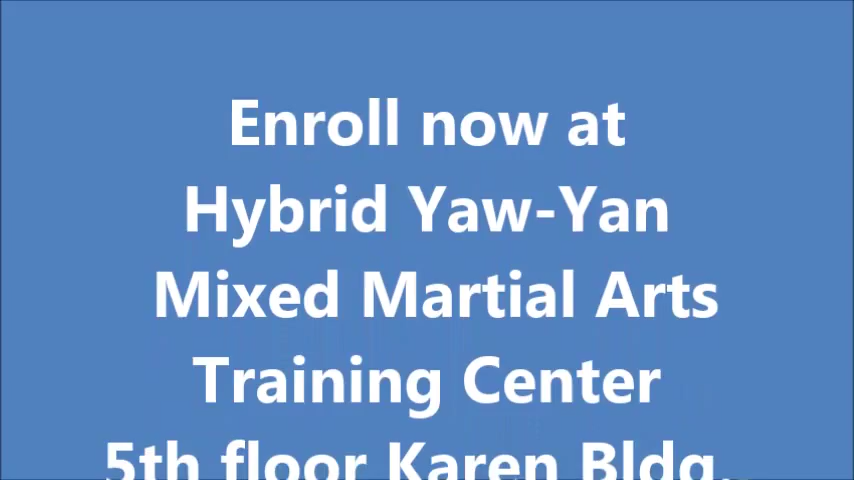 Enroll now at
Hybrid Yaw-Yan
Mixed Martial Arts
Training Center
5th floor Karen Bldg.,